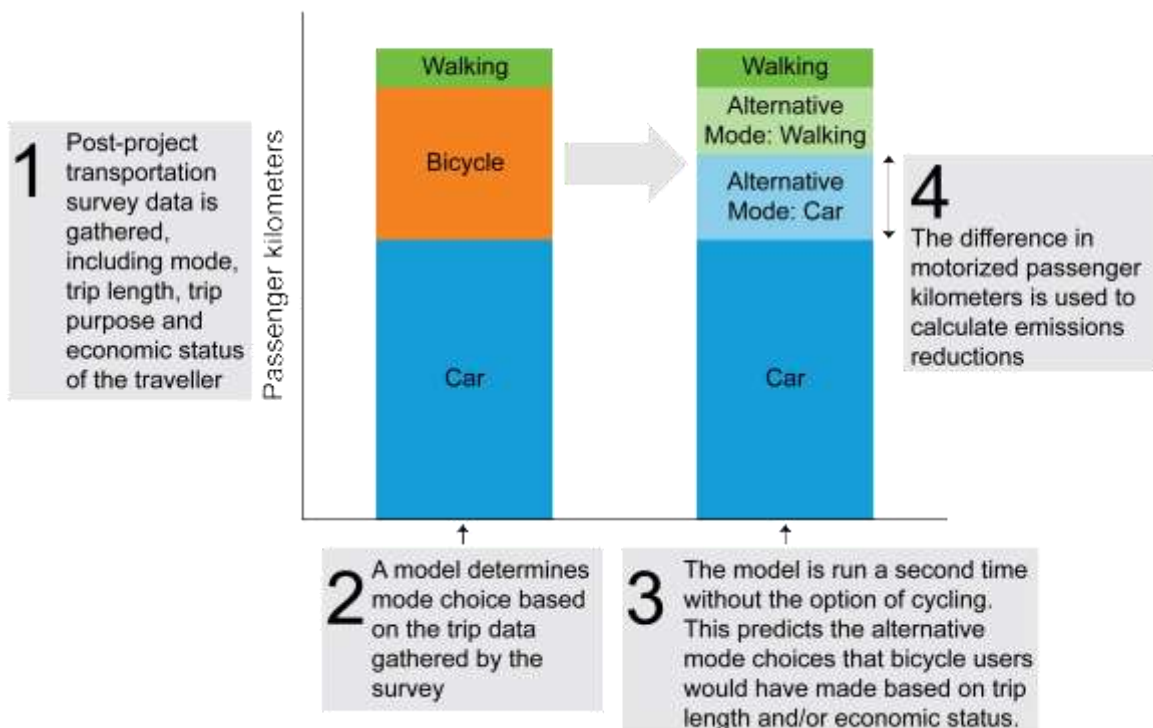 1
Post-project
transportation
survey data is
gathered,
including mode,
trip length, trip
purpose and
economic status
of the traveller
Passenger kilometers
Walking
Bicycle
Car
Walking
Alternative
Mode: Walking
Alternative
Mode: Car
Car
4
The difference in
motorized passenger
kilometers is used to
calculate emissions
reductions
2
A model determines
mode choice based
on the trip data
gathered by the
survey
3
The model is run a second time
without the option of cycling.
This predicts the alternative
mode choices that bicycle users
would have made based on trip
length and/or economic status.